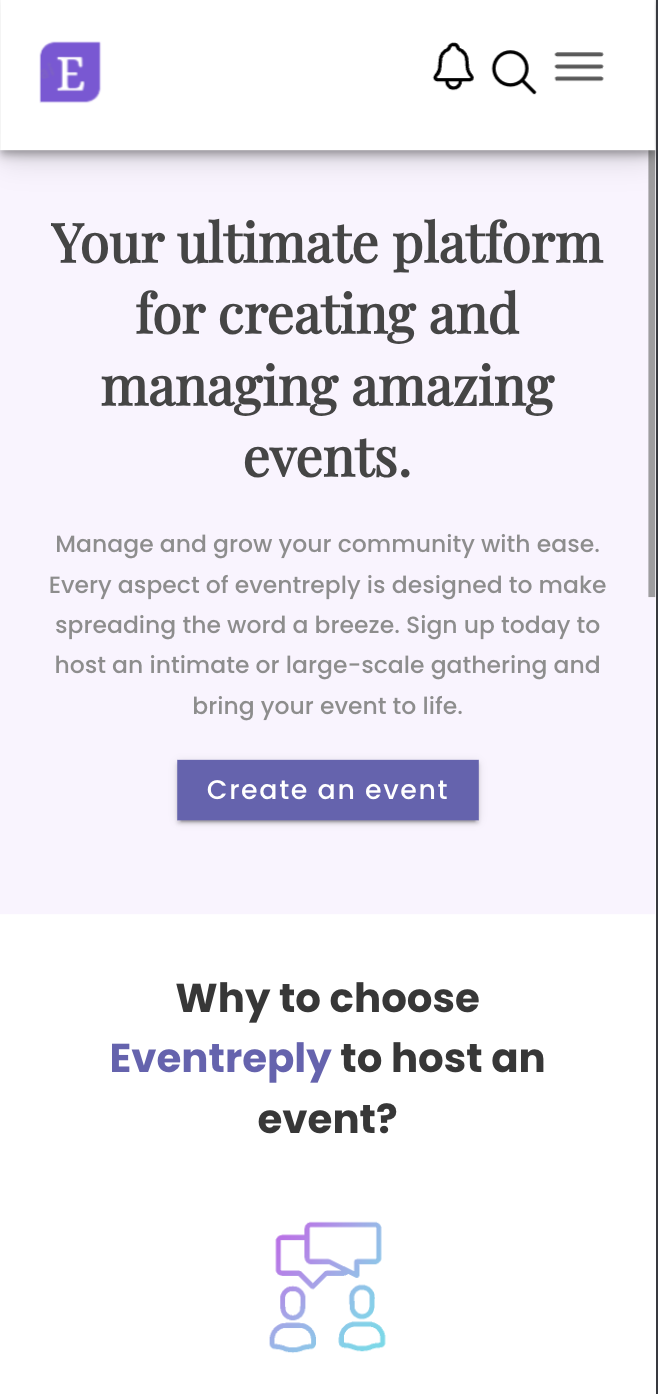 E
Your ultimate platform
for creating and
managing amazing
events.
Manage and grow your community with ease.
Every aspect of eventreply is designed to make
spreading the word a breeze. Sign up today to
host an intimate or large-scale gathering and
bring your event to life.
Create an event
Why to choose
Eventreply to host an
event?